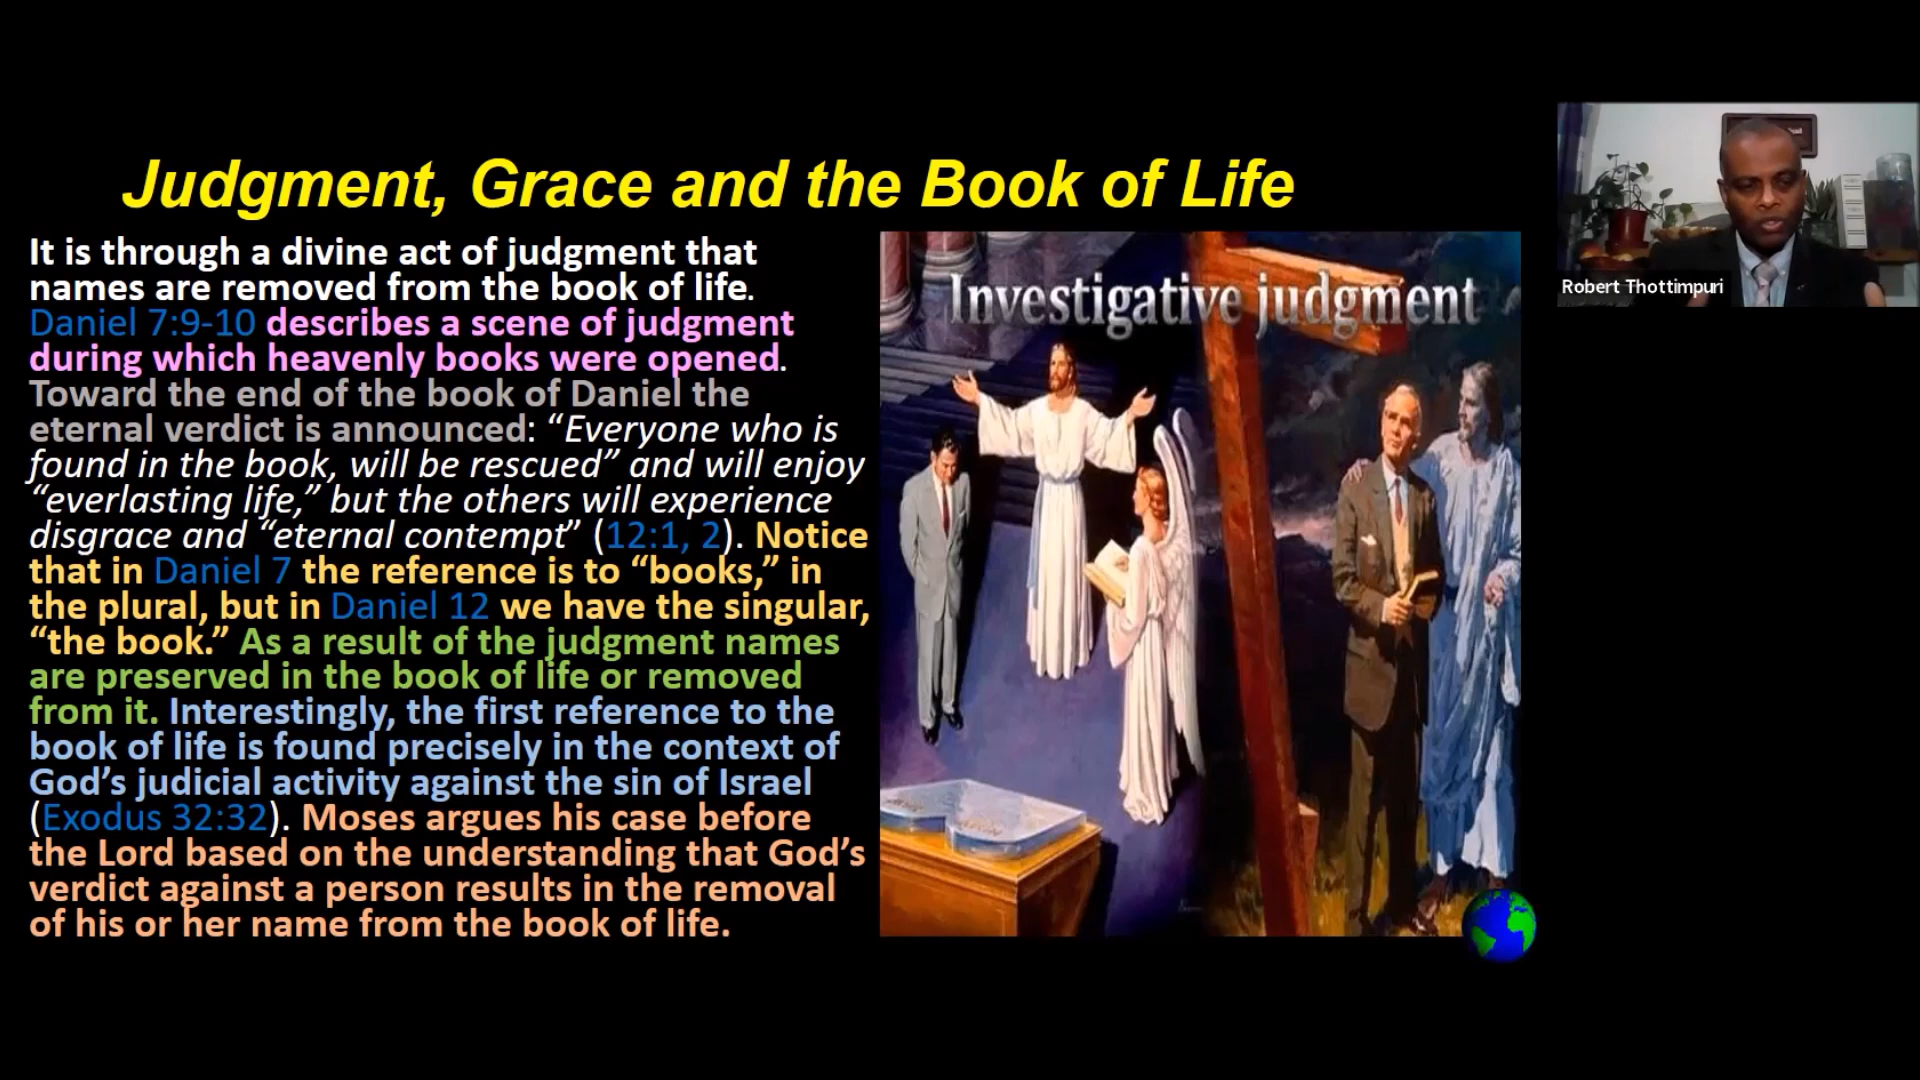 Judgment, Grace and the Book of Life
It is through a divine act of judgment that
names are removed from the book of life.
Daniel 7:9-10 describes a scene of judgment
during which heavenly books were opened.
Toward the end of the book of Daniel the
eternal verdict is announced: “Everyone who is
found in the book, will be rescued” and will enjoy
“everlasting life,” but the others will experience
disgrace and “eternal contempt” (12:1, 2). Notice
that in Daniel 7 the reference is to “books,” in
the plural, but in Daniel 12 we have the singular,
“the book.” As a result of the judgment names
are preserved in the book of life or removed
from it. Interestingly, the first reference to the
book of life is found precisely in the context of
God’s judicial activity against the sin of Israel
(Exodus 32:32). Moses argues his case before
the Lord based on the understanding that God’s
verdict against a person results in the removal
of his or her name from the book of life.
Investigative judgment
Robert Thottimpuri